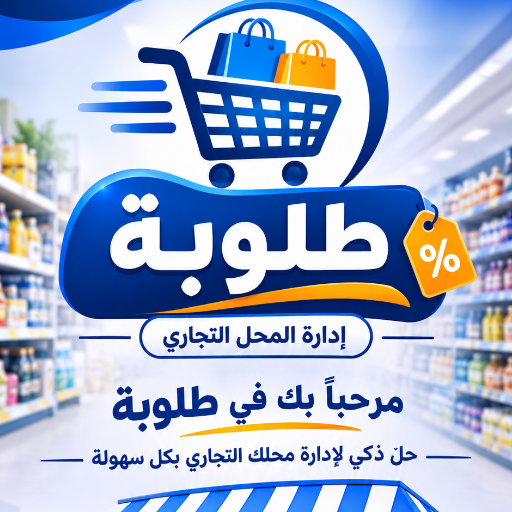 طلوبة
%
إدارة المحل التجاري
مرحباً بك في طلوبة
حلّ ذكي لإدارة محلك التجاري بكل سهولة